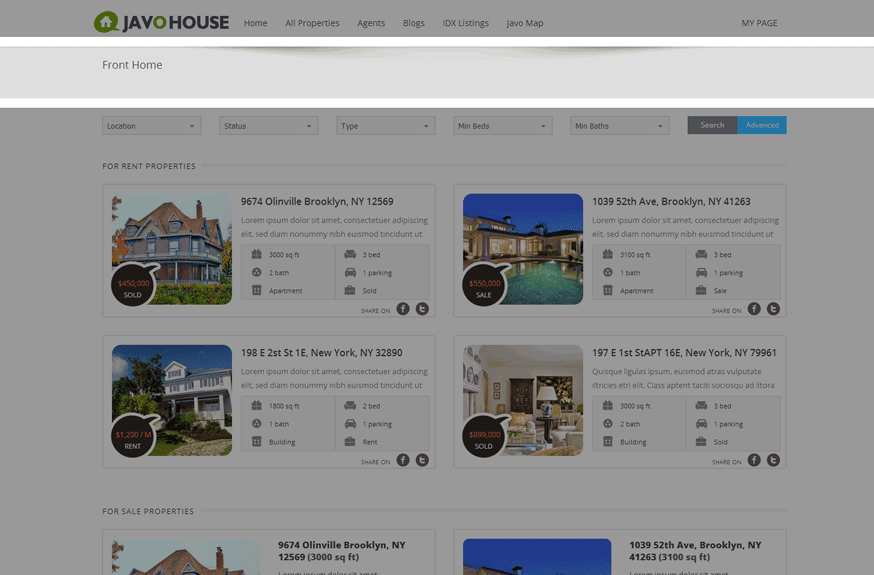 JAVO HOUSE
Home All Properties Agents Blogs IDX Listings Javo Map MY PAGE
Front Home
Location Status Type Min Beds Min Baths Search Advanced
FOR RENT PROPERTIES
9674 Olinville Brooklyn, NY 12569
Lorem ipsum dolor sit amet, consectetuer adipiscing
elit, sed diam nonummy nibh euismod tincidunt ut
3000 sq ft 3 bed
2 bath 1 parking
Apartment Sold
$450,000
SOLD
SHARE ON
1039 52th Ave, Brooklyn, NY 41263
Lorem ipsum dolor sit amet, consectetuer adipiscing
elit, sed diam nonummy nibh euismod tincidunt ut
3100 sq ft 3 bed
1 bath 1 parking
Apartment Sale
$550,000
SALE
SHARE ON
198 E 2st St 1E, New York, NY 32890
Lorem ipsum dolor sit amet, consectetuer adipiscing
elit, sed diam nonummy nibh euismod tincidunt ut
1800 sq ft 2 bed
1 bath 1 parking
Building Rent
$1,200 / M
RENT
SHARE ON
197 E 1st StAPT 16E, New York, NY 79961
Quisque ligulas ipsum, euismod atras vulputate
iltricies etri elit. Class aptent taciti sociosqu ad litora
3000 sq ft 3 bed
2 bath 1 parking
Building Sold
$899,000
SOLD
SHARE ON
FOR SALE PROPERTIES
9674 Olinville Brooklyn, NY
12569 (3000 sq ft)
1039 52th Ave, Brooklyn, NY
41263 (3100 sq ft)